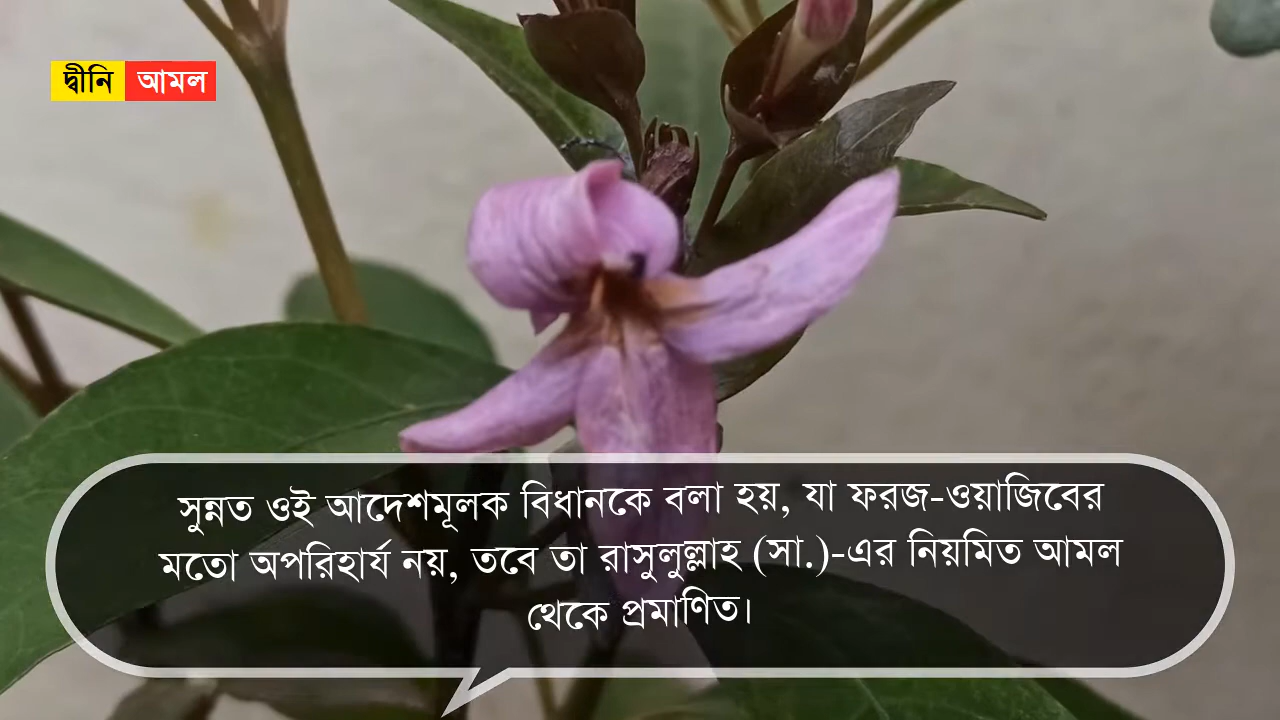 দ্বীনি আমল
সুন্নত ওই আদেশমূলক বিধানকে বলা হয়, যা ফরজ-ওয়াজিবের
মতো অপরিহার্য নয়, তবে তা রাসুলুল্লাহ (সা.)-এর নিয়মিত আমল
থেকে প্রমাণিত।